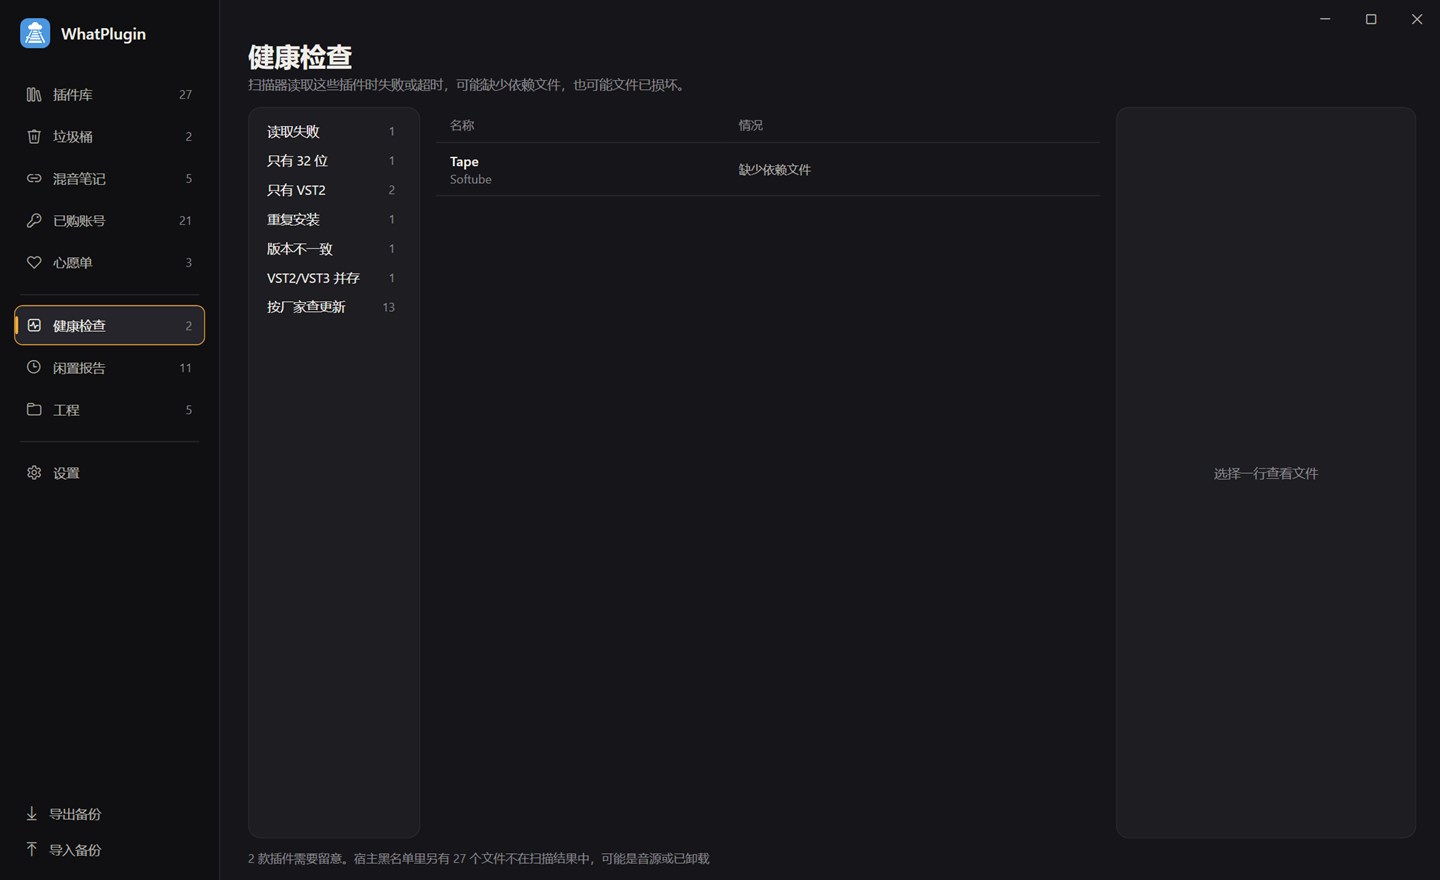 WhatPlugin
插件库 27
垃圾桶 2
混音笔记 5
已购账号 21
心愿单 3
健康检查 2
闲置报告 11
工程 5
设置
导出备份
导入备份
健康检查
扫描器读取这些插件时失败或超时，可能缺少依赖文件，也可能文件已损坏。
读取失败 1
只有 32 位 1
只有 VST2 2
重复安装 1
版本不一致 1
VST2/VST3 并存 1
按厂家查更新 13
名称 情况
Tape
Softube
缺少依赖文件
选择一行查看文件
2 款插件需要留意。宿主黑名单里另有 27 个文件不在扫描结果中，可能是音源或已卸载